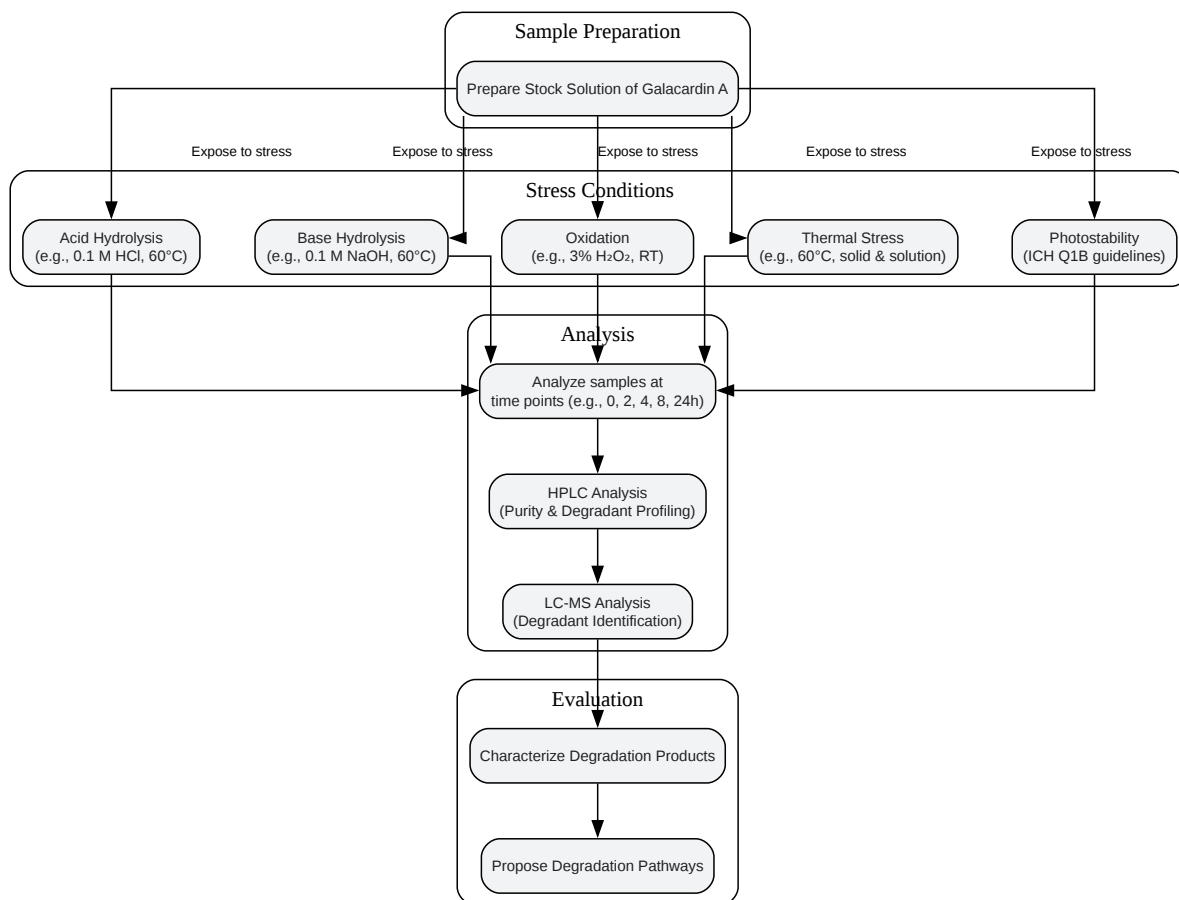 Sample Preparation
Prepare Stock Solution of Galacardin A
Expose to stress
Expose to stress
Expose to stress
Expose to stress
Expose to stress
Stress Conditions
Acid Hydrolysis
(e.g., 0.1 M HCl, 60°C)
Base Hydrolysis
(e.g., 0.1 M NaOH, 60°C)
Oxidation
(e.g., 3% H₂O₂, RT)
Thermal Stress
(e.g., 60°C, solid & solution)
Photostability
(ICH Q1B guidelines)
Analysis
Analyze samples at
time points (e.g., 0, 2, 4, 8, 24h)
HPLC Analysis
(Purity & Degradant Profiling)
LC-MS Analysis
(Degradant Identification)
Evaluation
Characterize Degradation Products
Propose Degradation Pathways